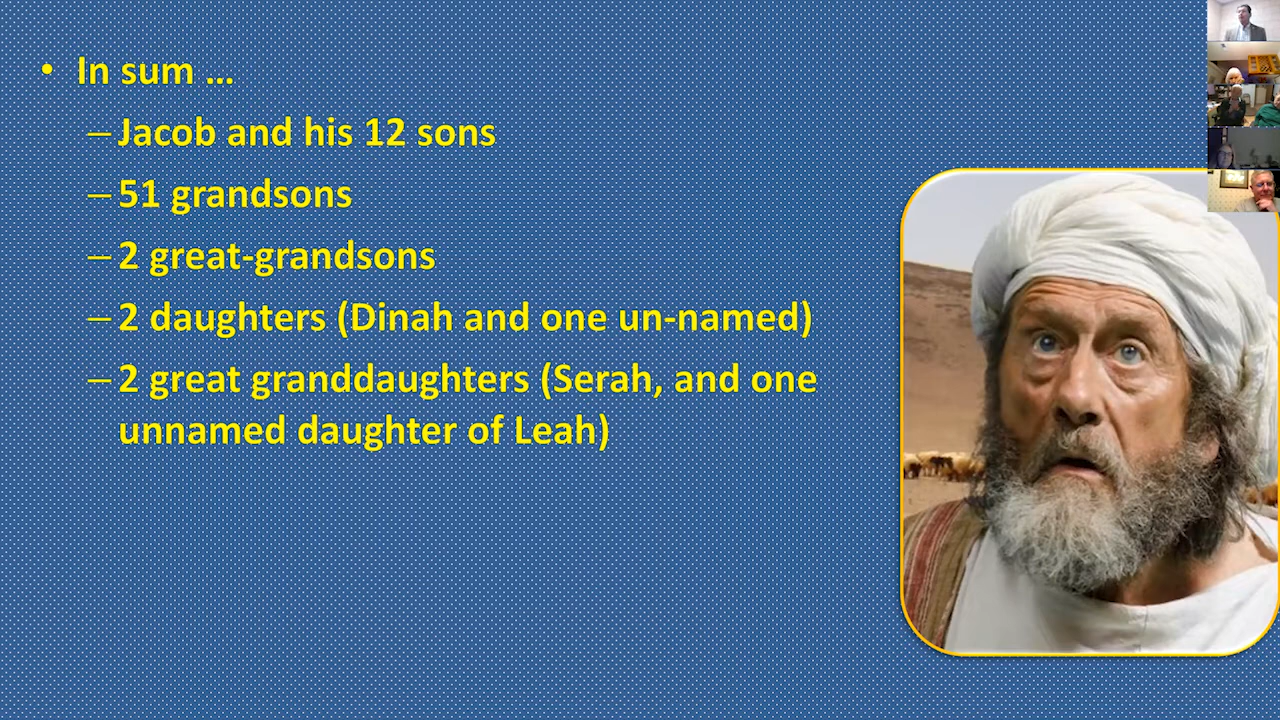 • In sum ...
– Jacob and his 12 sons
– 51 grandsons
– 2 great-grandsons
– 2 daughters (Dinah and one un-named)
– 2 great granddaughters (Serah, and one
unnamed daughter of Leah)